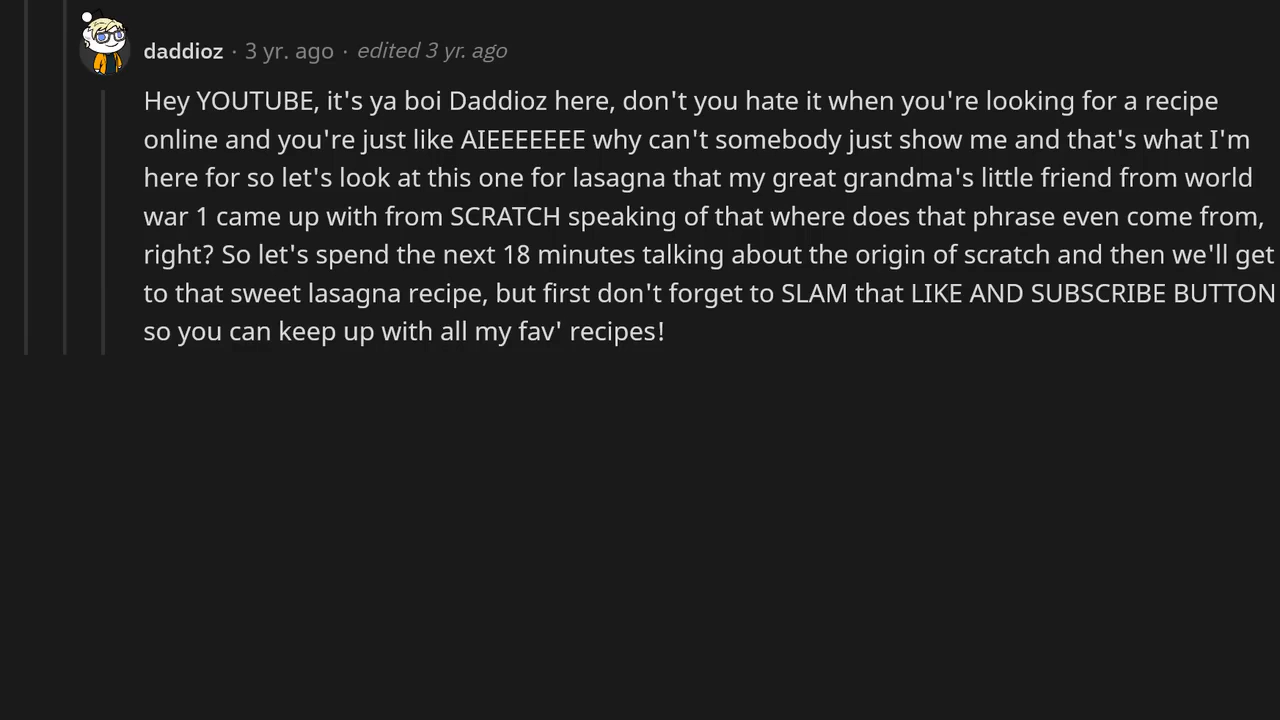 daddioz · 3 yr. ago · edited 3 yr. ago
Hey YOUTUBE, it's ya boi Daddioz here, don't you hate it when you're looking for a recipe
online and you're just like AIEEEEEEE why can't somebody just show me and that's what I'm
here for so let's look at this one for lasagna that my great grandma's little friend from world
war 1 came up with from SCRATCH speaking of that where does that phrase even come from,
right? So let's spend the next 18 minutes talking about the origin of scratch and then we'll get
to that sweet lasagna recipe, but first don't forget to SLAM that LIKE AND SUBSCRIBE BUTTON
so you can keep up with all my fav' recipes!